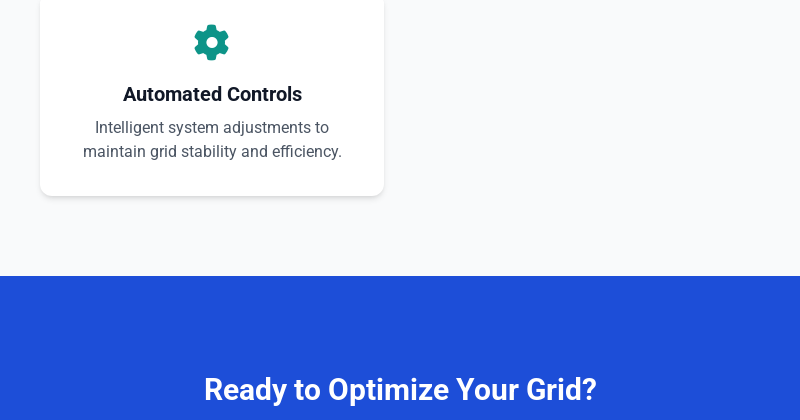 Automated Controls
Intelligent system adjustments to
maintain grid stability and efficiency.
Ready to Optimize Your Grid?